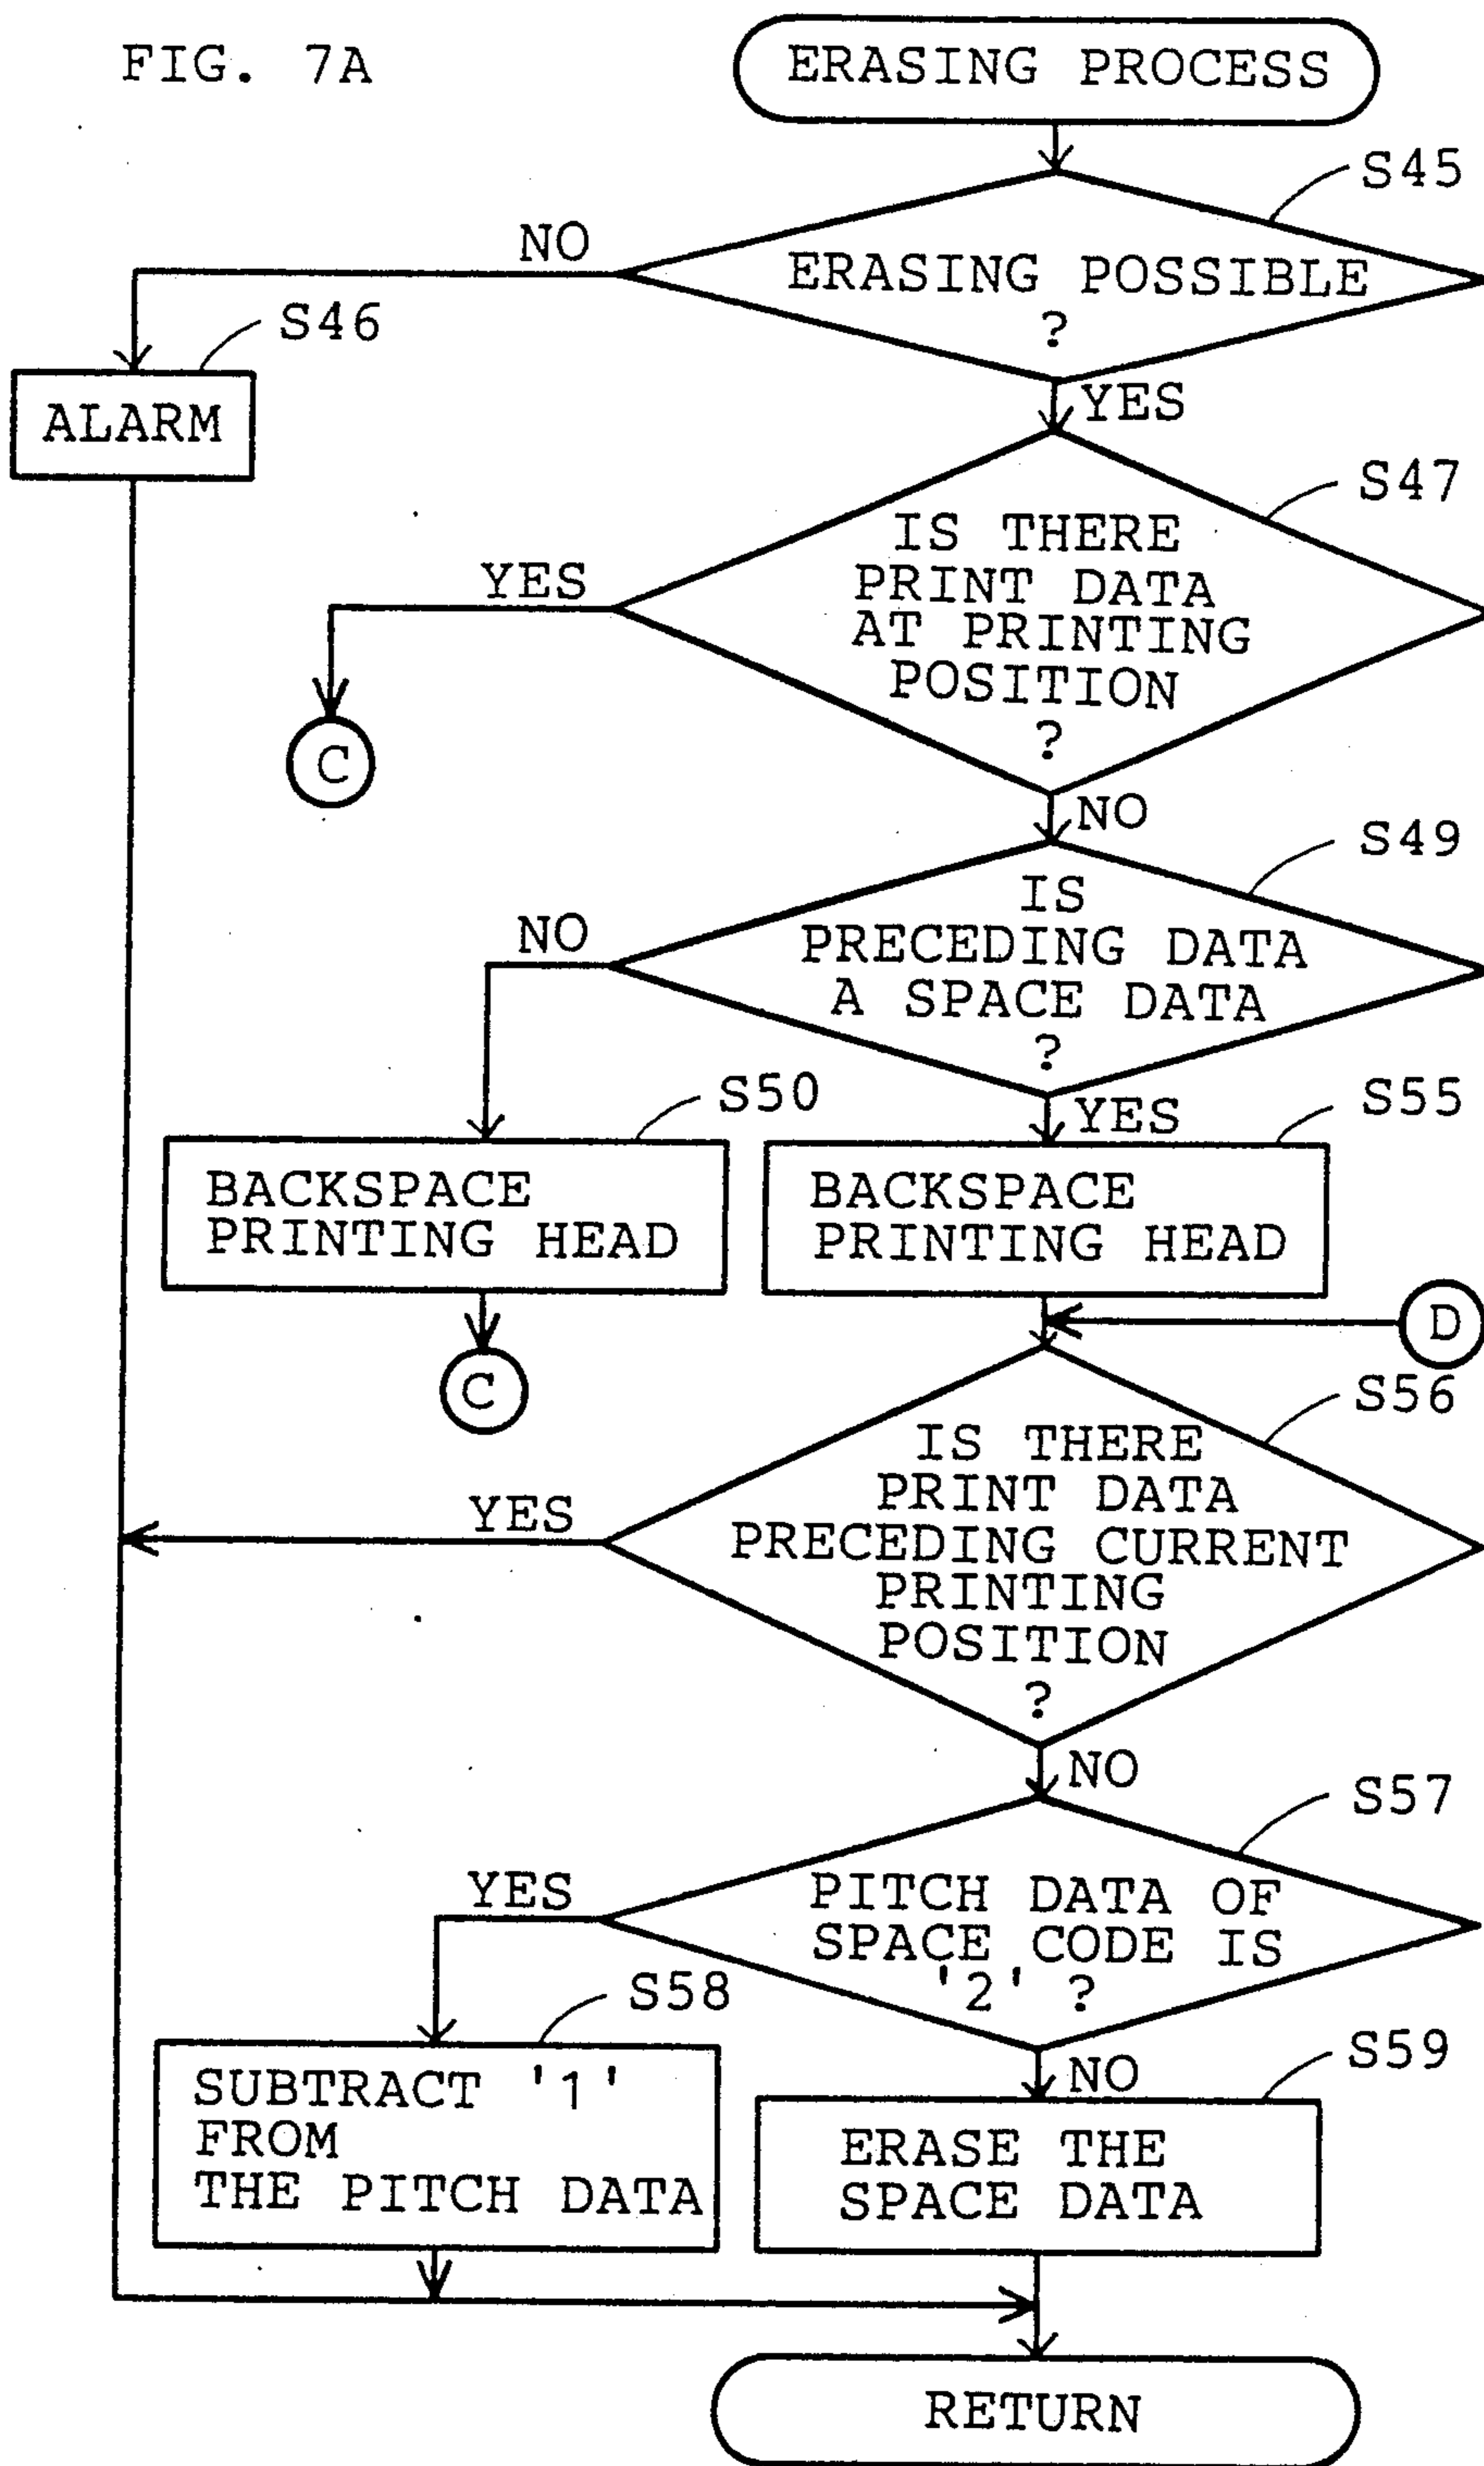 FIG. 7A
ERASING PROCESS
S45
NO
ERASING POSSIBLE
?
S46
YES
ALARM
S47
IS THERE
PRINT DATA
AT PRINTING
POSITION
?
YES
C
NO
S49
IS
PRECEDING DATA
A SPACE DATA
?
NO
S50
YES
S55
BACKSPACE
PRINTING HEAD
BACKSPACE
PRINTING HEAD
D
C
S56
IS THERE
PRINT DATA
PRECEDING CURRENT
PRINTING
POSITION
?
YES
NO
S57
YES
PITCH DATA OF
SPACE CODE IS
'2' ?
S58
NO
S59
SUBTRACT '1'
FROM
THE PITCH DATA
ERASE THE
SPACE DATA
RETURN